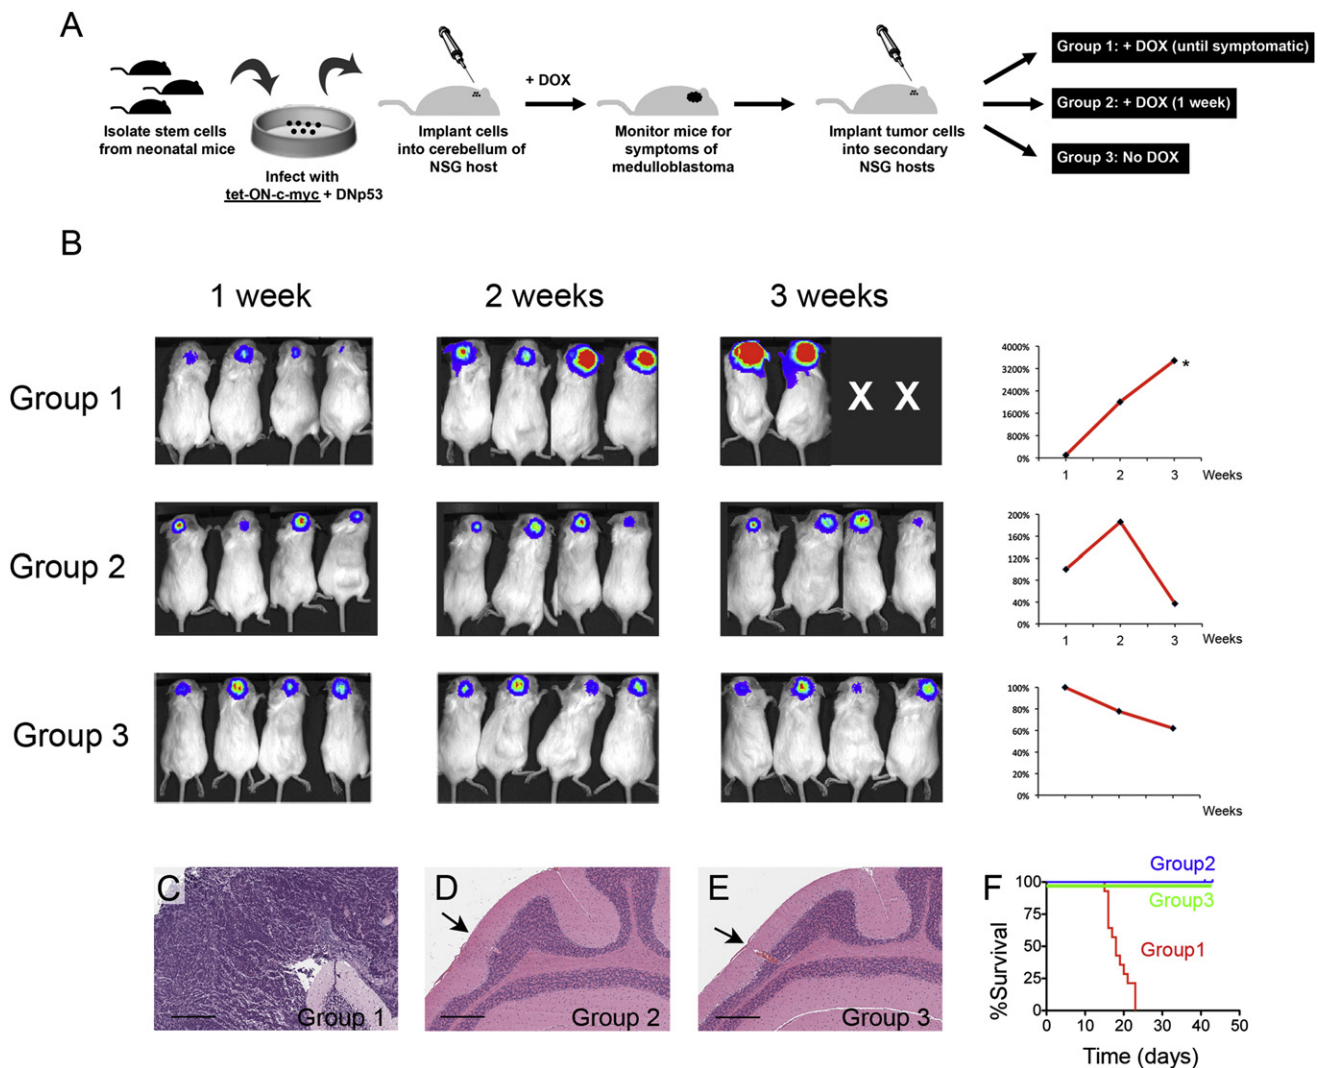 A
Isolate stem cells
from neonatal mice
Infect with
tet-ON-c-myc + DNp53
Implant cells
into cerebellum of
NSG host
+ DOX
Monitor mice for
symptoms of
medulloblastoma
Implant tumor cells
into secondary
NSG hosts
Group 1: + DOX (until symptomatic)
Group 2: + DOX (1 week)
Group 3: No DOX
B
1 week
2 weeks
3 weeks
Group 1
X X
4000%
3200%
2400%
1600%
800%
0%
*
1 2 3 Weeks
Group 2
200%
160%
120%
80%
40%
0%
1 2 3 Weeks
Group 3
100%
80%
60%
40%
20%
0%
Weeks
C
Group 1
D
Group 2
E
Group 3
F
Group2
Group3
Group1
100
75
50
25
0
%Survival
0 10 20 30 40 50
Time (days)